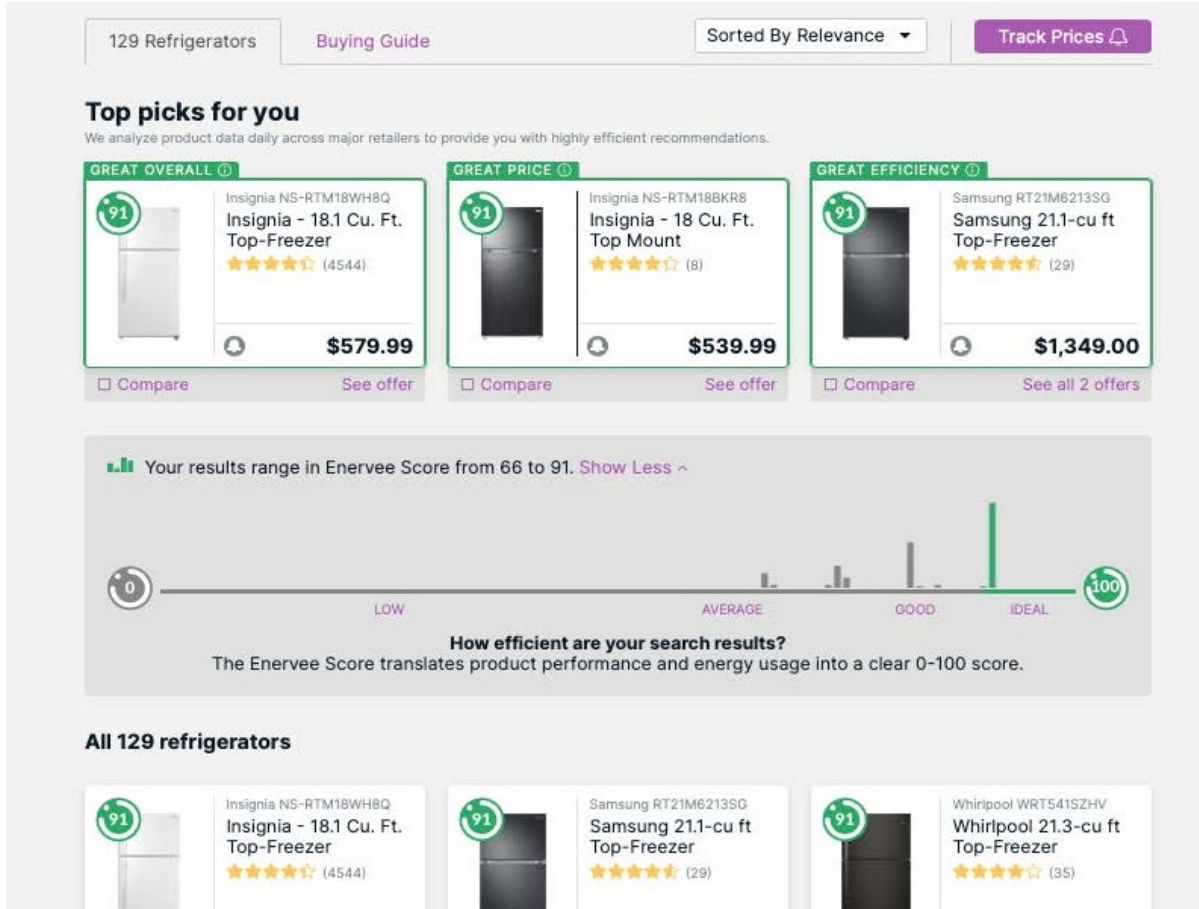 129 Refrigerators
Buying Guide
Sorted By Relevance
Track Prices
Top picks for you
We analyze product data daily across major retailers to provide you with highly efficient recommendations.
GREAT OVERALL
91
Insignia NS-RTM18WH8Q
Insignia - 18.1 Cu. Ft.
Top-Freezer
(4544)
$579.99
Compare
See offer
GREAT PRICE
91
Insignia NS-RTM18BKR8
Insignia - 18 Cu. Ft.
Top Mount
(8)
$539.99
Compare
See offer
GREAT EFFICIENCY
91
Samsung RT21M6213SG
Samsung 21.1-cu ft
Top-Freezer
(29)
$1,349.00
Compare
See all 2 offers
Your results range in Enervee Score from 66 to 91. Show Less
0
100
LOW
AVERAGE
GOOD
IDEAL
How efficient are your search results?
The Enervee Score translates product performance and energy usage into a clear 0-100 score.
All 129 refrigerators
91
Insignia NS-RTM18WH8Q
Insignia - 18.1 Cu. Ft.
Top-Freezer
(4544)
91
Samsung RT21M6213SG
Samsung 21.1-cu ft
Top-Freezer
(29)
91
Whirlpool WRT541SZHV
Whirlpool 21.3-cu ft
Top-Freezer
(35)